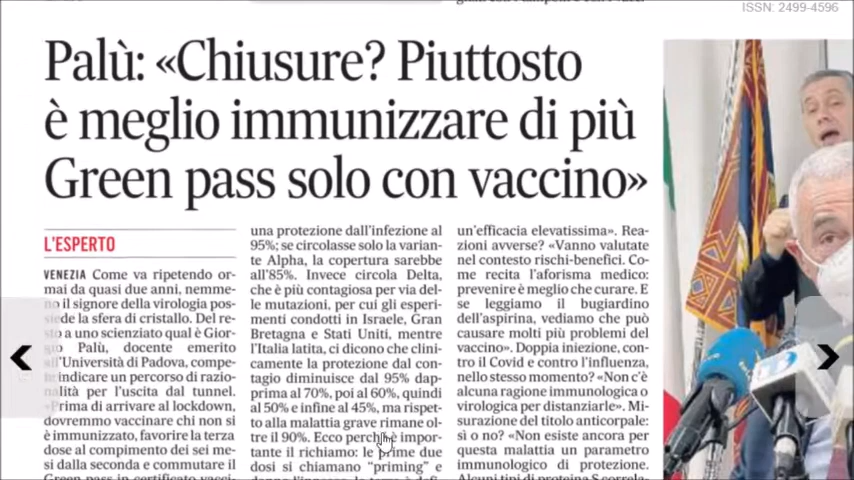 ISSN: 2499-4596
Palù: «Chiusure? Piuttosto
è meglio immunizzare di più
Green pass solo con vaccino»
L'ESPERTO
VENEZIA Come va ripetendo or-
mai da quasi due anni, nemme-
no il signore della virologia pos-
siede la sfera di cristallo. Del re-
sto a uno scienziato qual è Gior-
gio Palù, docente emerito
all'Università di Padova, compe-
te indicare un percorso di razio-
nalità per l'uscita dal tunnel.
«Prima di arrivare al lockdown,
dovremmo vaccinare chi non si
è immunizzato, favorire la terza
dose al compimento dei sei me-
si dalla seconda e commutare il
Green pass in certificato vacci-
una protezione dall'infezione al
95%; se circolasse solo la varian-
te Alpha, la copertura sarebbe
all'85%. Invece circola Delta,
che è più contagiosa per via del-
le mutazioni, per cui gli esperi-
menti condotti in Israele, Gran
Bretagna e Stati Uniti, mentre
l'Italia latita, ci dicono che clini-
camente la protezione dal con-
tagio diminuisce dal 95% dap-
prima al 70%, poi al 60%, quindi
al 50% e infine al 45%, ma rispet-
to alla malattia grave rimane ol-
tre il 90%. Ecco perché è impor-
tante il richiamo: le prime due
dosi si chiamano "priming" e
un'efficacia elevatissima». Rea-
zioni avverse? «Vanno valutate
nel contesto rischi-benefici. Co-
me recita l'aforisma medico:
prevenire è meglio che curare. E
se leggiamo il bugiardino
dell'aspirina, vediamo che può
causare molti più problemi del
vaccino». Doppia iniezione, con-
tro il Covid e contro l'influenza,
nello stesso momento? «Non c'è
alcuna ragione immunologica o
virologica per distanziarle». Mi-
surazione del titolo anticorpale:
sì o no? «Non esiste ancora per
questa malattia un parametro
immunologico di protezione.
Alcuni tipi di proteina S correla-